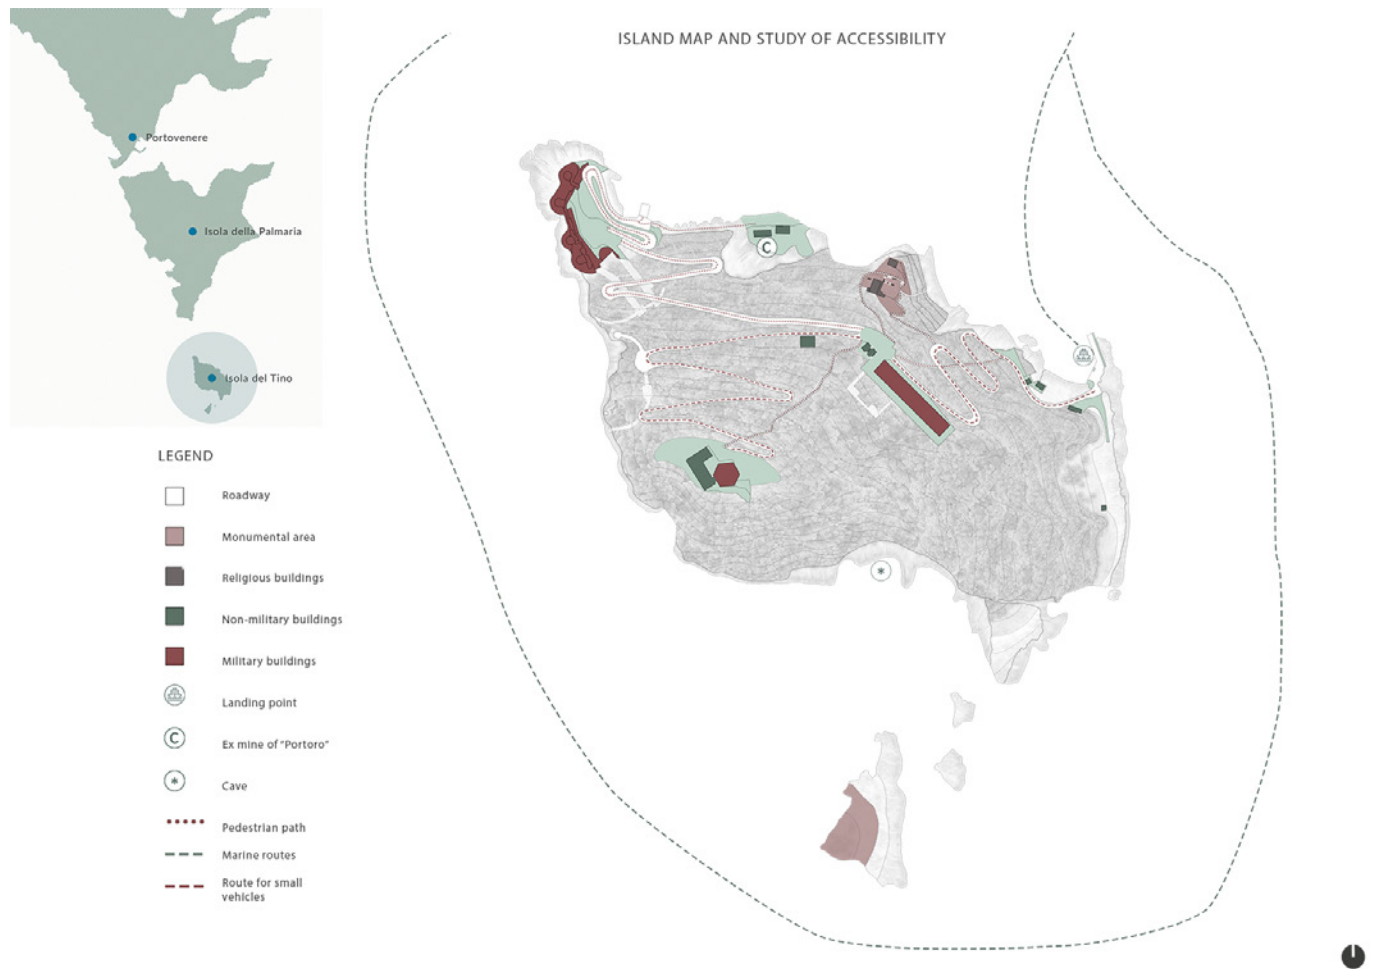 ISLAND MAP AND STUDY OF ACCESSIBILITY
Portovenere
Isola della Palmaria
Isola del Tino
C
LEGEND
Roadway
Monumental area
Religious buildings
Non-military buildings
Military buildings
Landing point
C
Ex mine of "Portoro"
*
Cave
Pedestrian path
Marine routes
Route for small
vehicles
*